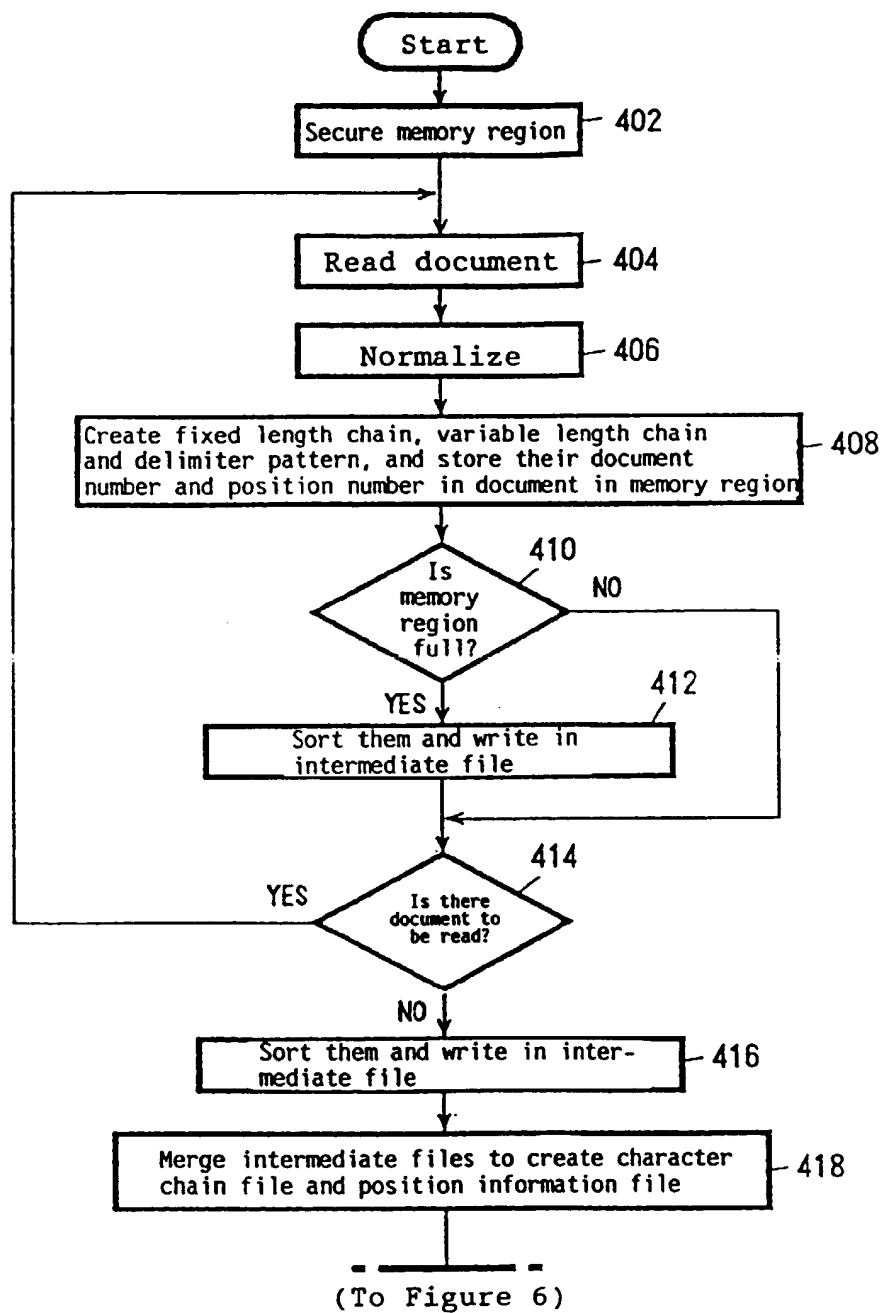 Start
Secure memory region
402
Read document
404
Normalize
406
Create fixed length chain, variable length chain
and delimiter pattern, and store their document
number and position number in document in memory region
408
410
Is
memory
region
full?
NO
YES
412
Sort them and write in
intermediate file
414
YES
Is there
document to
be read?
NO
Sort them and write in inter-
mediate file
416
Merge intermediate files to create character
chain file and position information file
418
(To Figure 6)